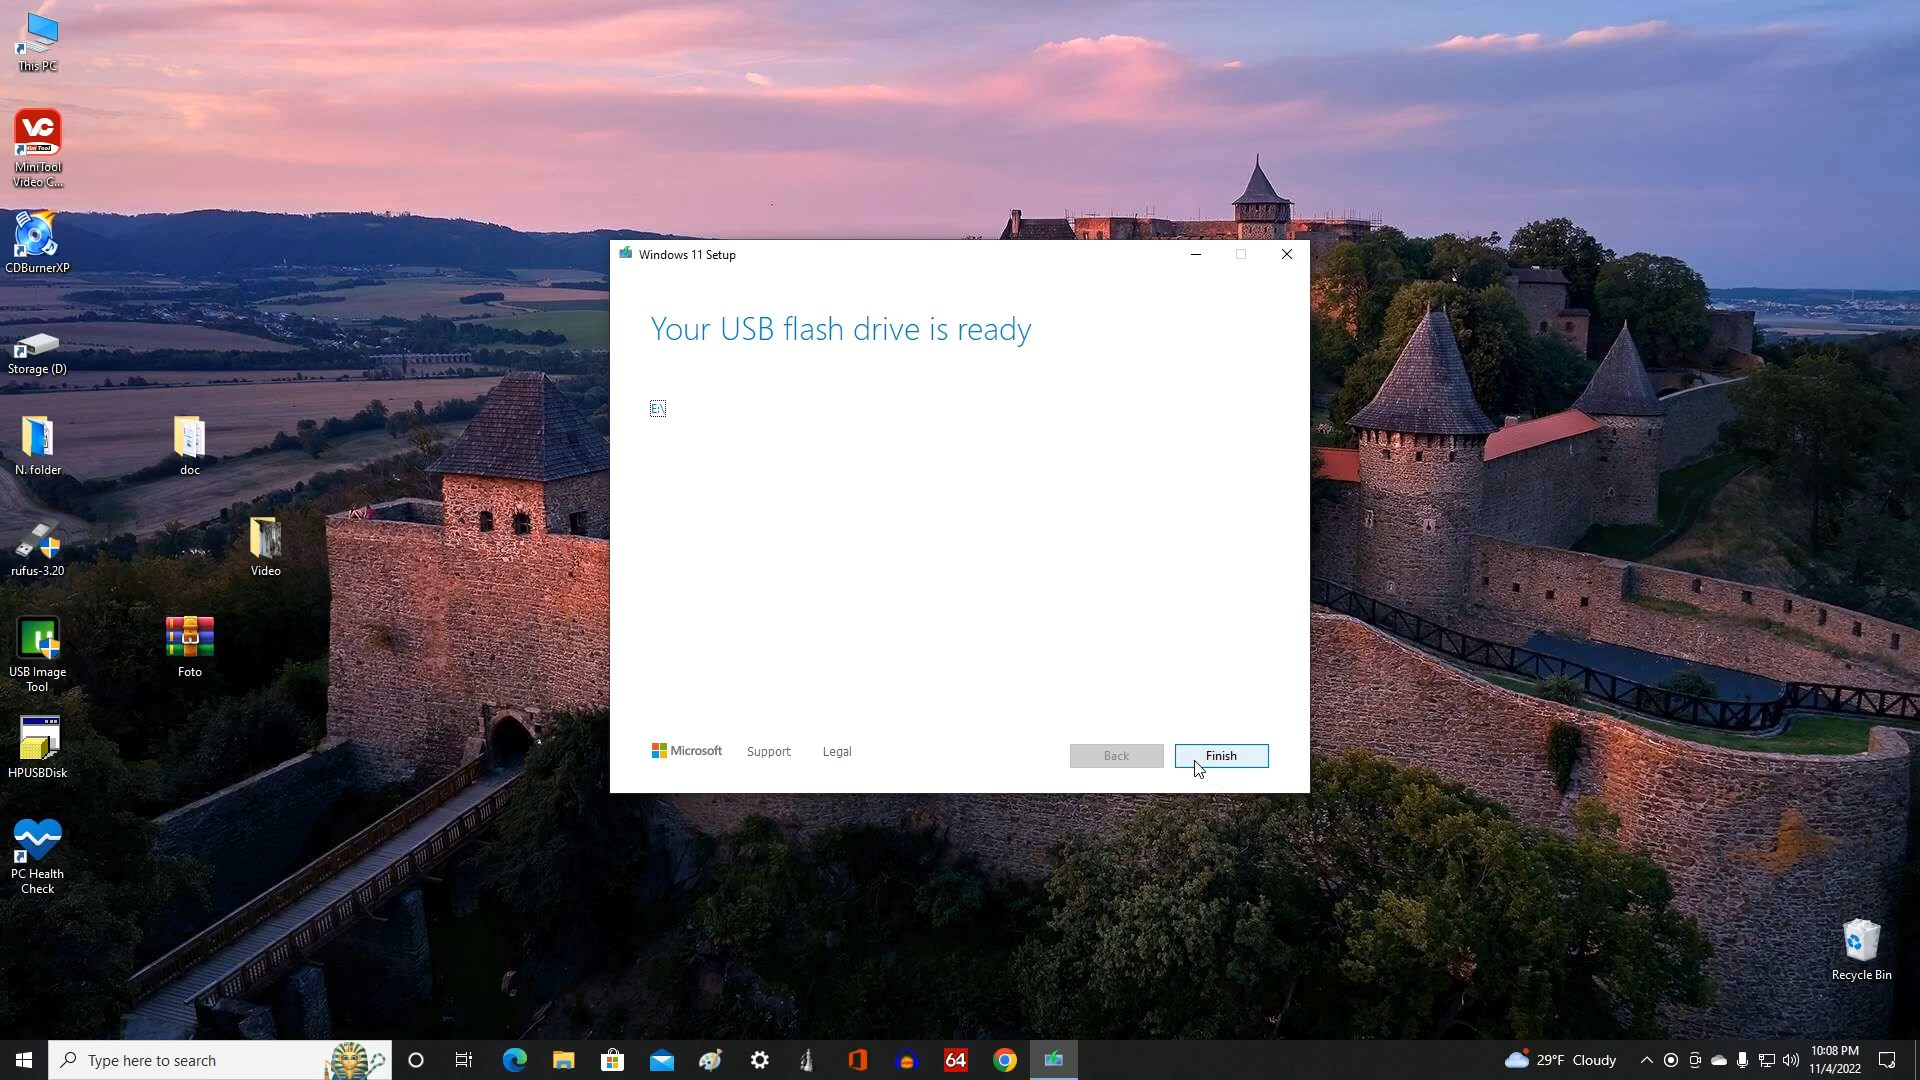 This PC
MiniTool
Video C...
CDBurnerXP
Storage (D)
N. folder
doc
rufus-3.20
Video
USB Image
Tool
Foto
HPUSBDisk
PC Health
Check
Recycle Bin
Windows 11 Setup
Your USB flash drive is ready
E:\
Microsoft
Support
Legal
Back
Finish
Type here to search
64
29°F Cloudy
10:08 PM
11/4/2022